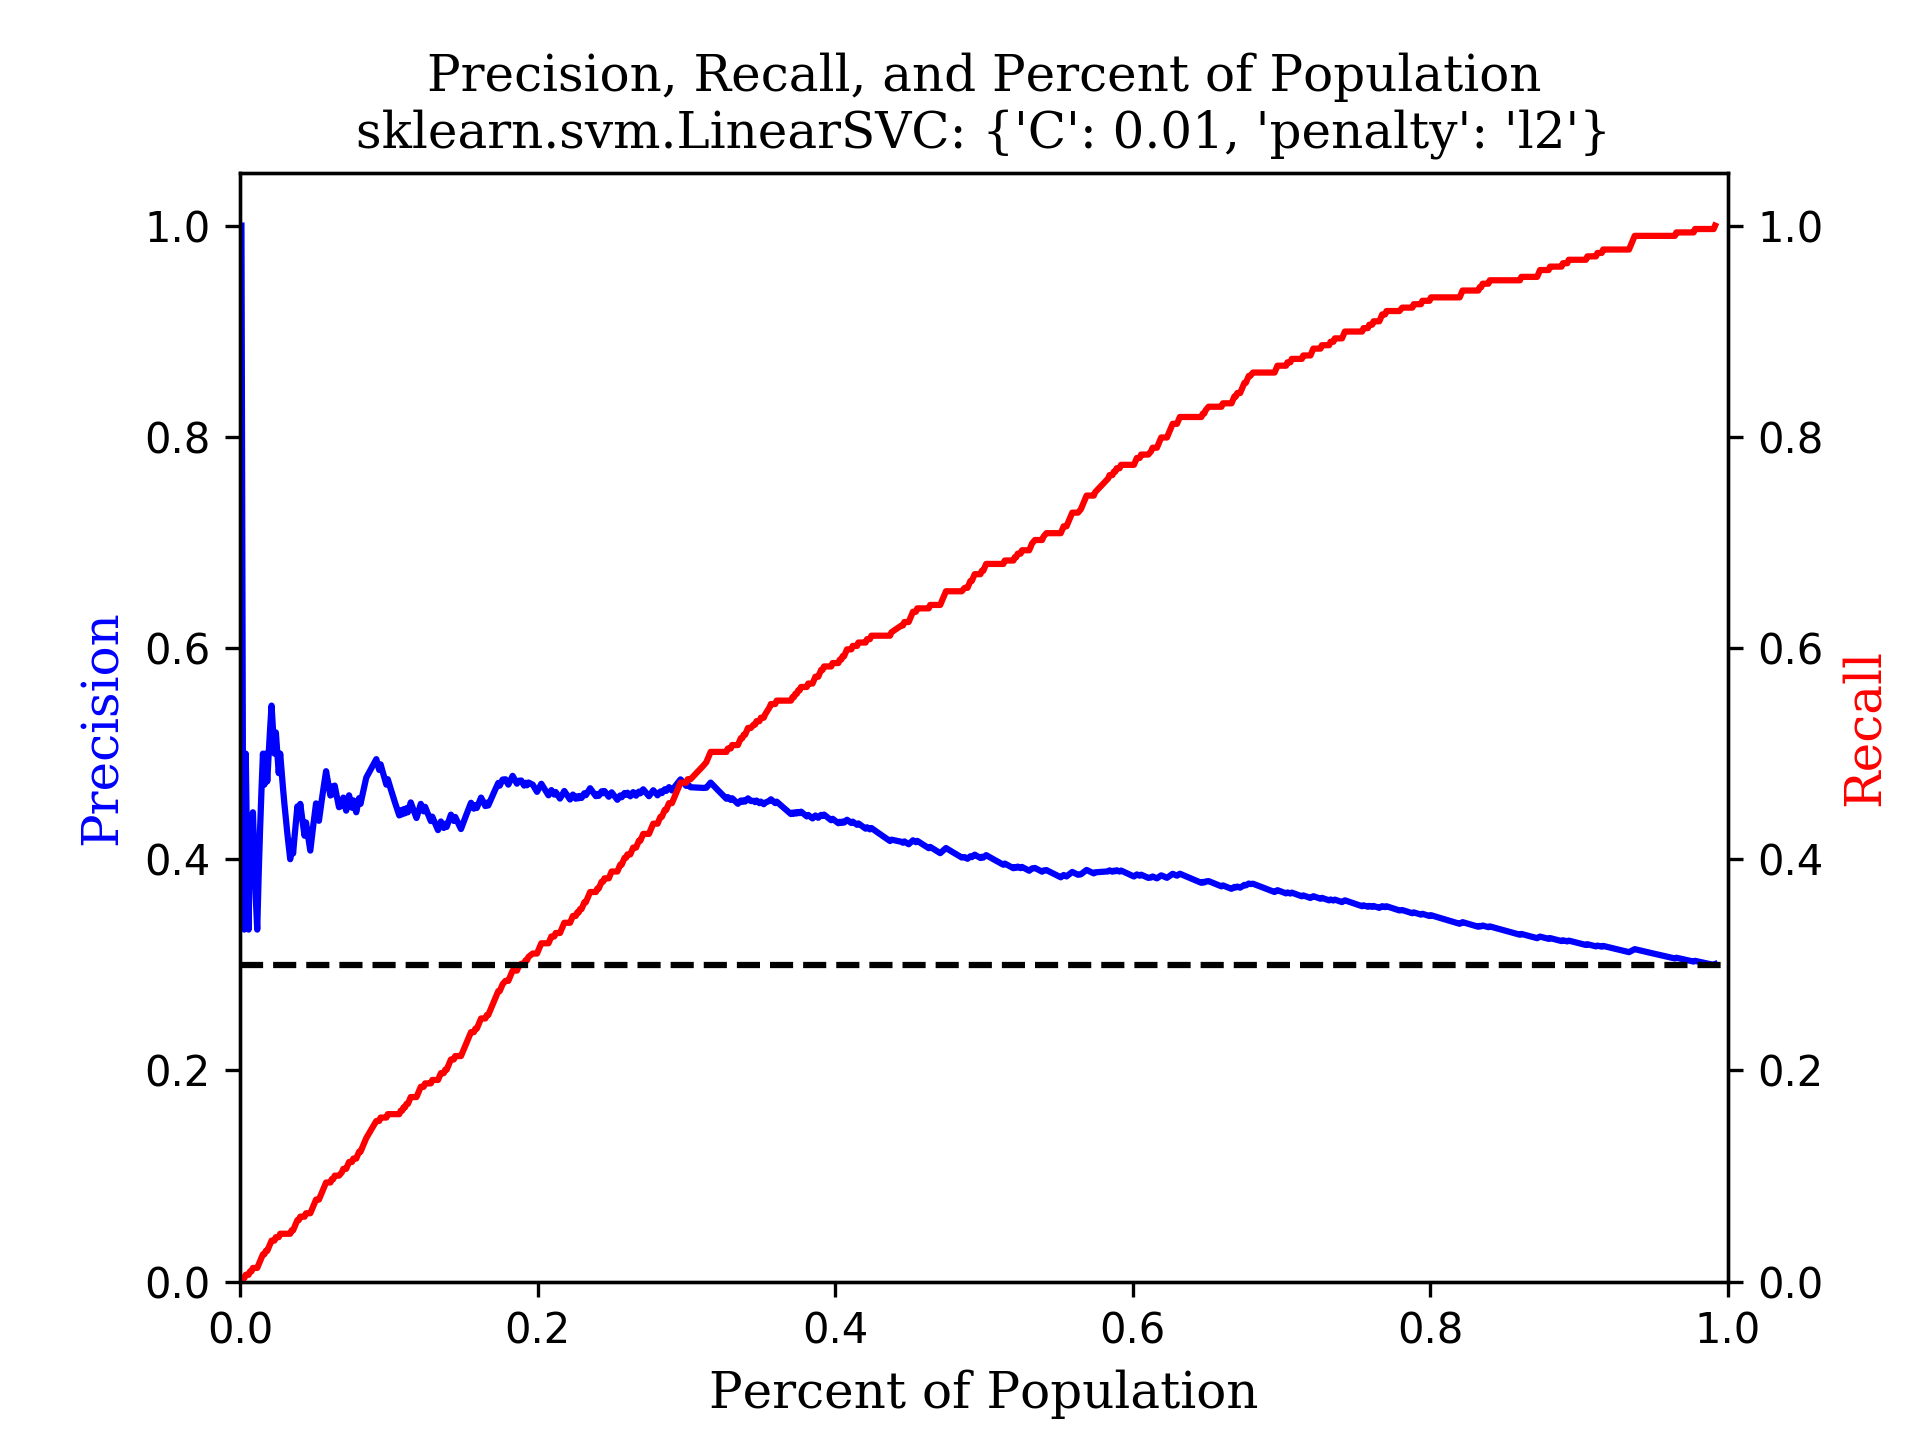 Precision, Recall, and Percent of Population
sklearn.svm.LinearSVC: {'C': 0.01, 'penalty': 'l2'}
1.0
0.8
0.6
0.4
0.2
0.0
Precision
1.0
0.8
0.6
0.4
0.2
0.0
Recall
0.0 0.2 0.4 0.6 0.8 1.0
Percent of Population